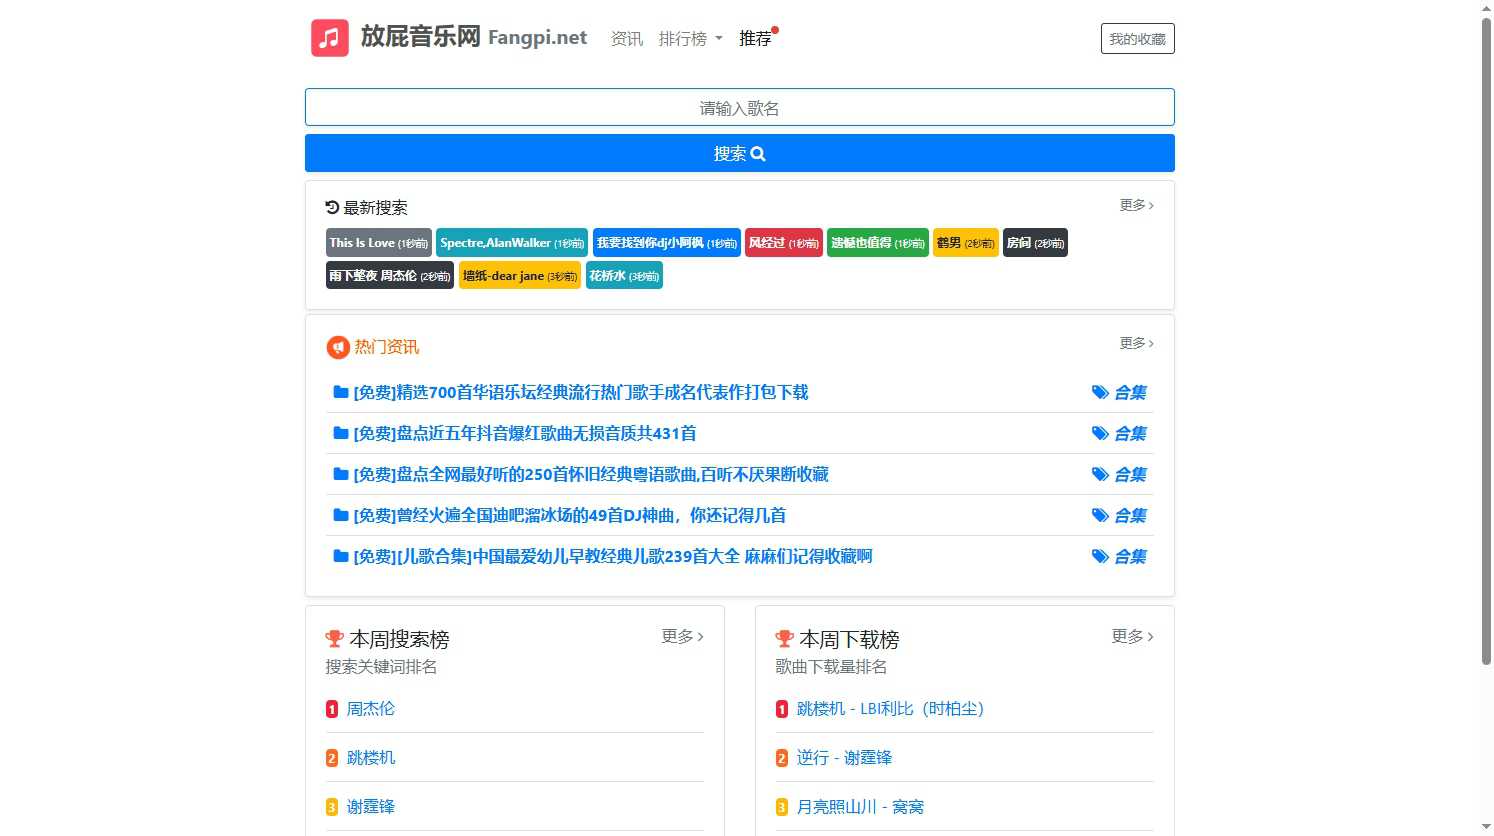 放屁音乐网 Fangpi.net 资讯 排行榜 推荐 我的收藏
请输入歌名
搜索
最新搜索 更多
This Is Love (1秒前) Spectre,AlanWalker (1秒前) 我要找到你dj小阿枫 (1秒前) 风经过 (1秒前) 遗憾也值得 (1秒前) 鹤男 (2秒前) 房间 (2秒前)
雨下整夜 周杰伦 (2秒前) 墙纸-dear jane (3秒前) 花桥水 (3秒前)
热门资讯 更多
[免费]精选700首华语乐坛经典流行热门歌手成名代表作打包下载 合集
[免费]盘点近五年抖音爆红歌曲无损音质共431首 合集
[免费]盘点全网最好听的250首怀旧经典粤语歌曲,百听不厌果断收藏 合集
[免费]曾经火遍全国迪吧溜冰场的49首DJ神曲，你还记得几首 合集
[免费][儿歌合集]中国最爱幼儿早教经典儿歌239首大全 麻麻们记得收藏啊 合集
本周搜索榜 更多
搜索关键词排名
1 周杰伦
2 跳楼机
3 谢霆锋
本周下载榜 更多
歌曲下载量排名
1 跳楼机 - LBI利比（时柏尘）
2 逆行 - 谢霆锋
3 月亮照山川 - 窝窝